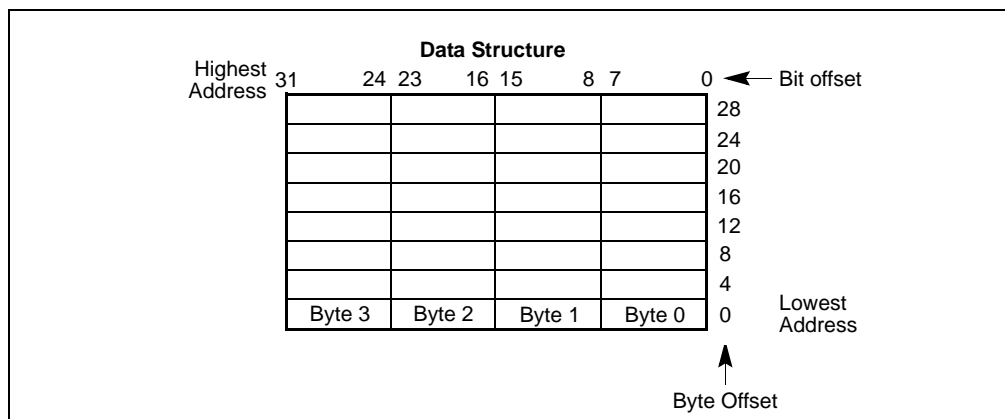 Data Structure
Highest
Address
31 24 23 16 15 8 7 0
Bit offset
28
24
20
16
12
8
4
Byte 3 Byte 2 Byte 1 Byte 0 0
Lowest
Address
Byte Offset